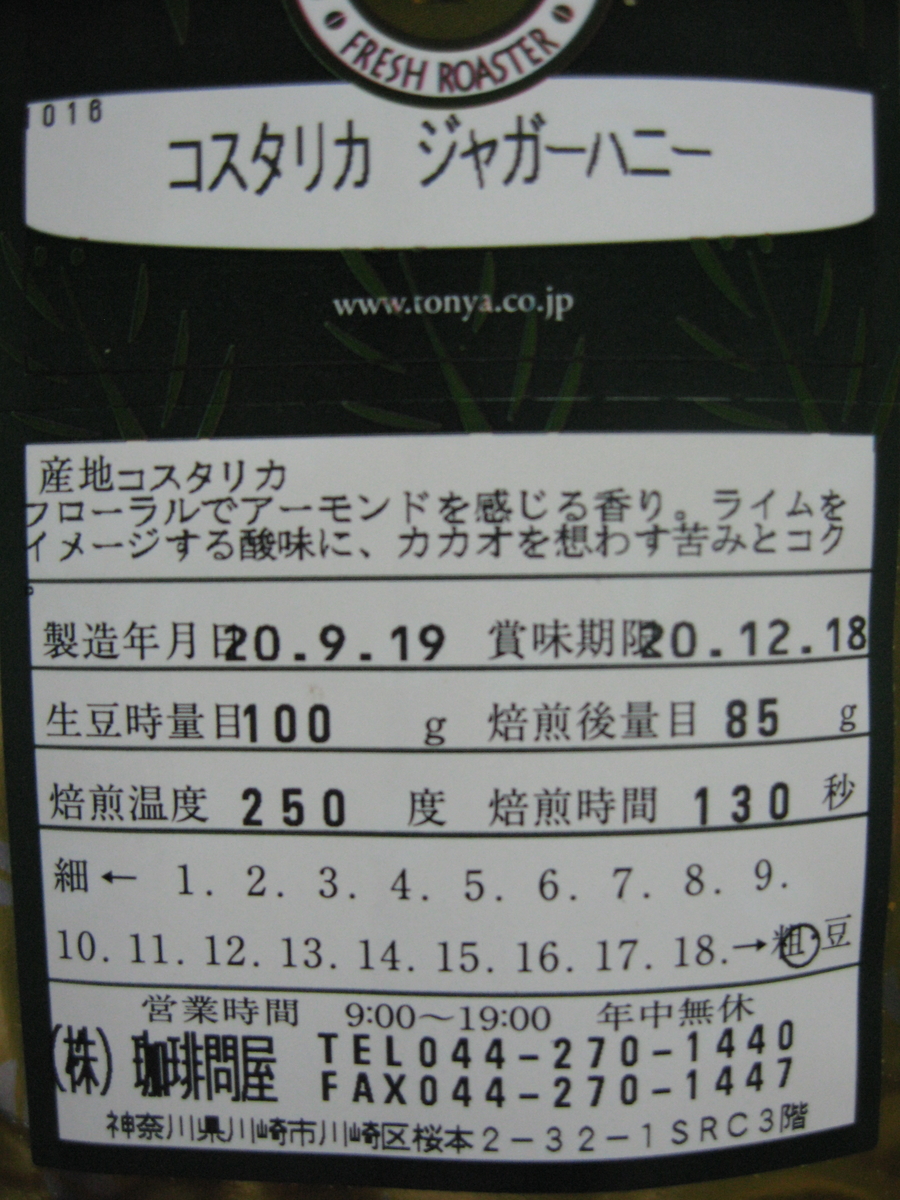 FRESH ROASTER
016
コスタリカ ジャガーハニー
www.tonya.co.jp
産地コスタリカ
フローラルでアーモンドを感じる香り。ライムを
イメージする酸味に、カカオを想わす苦みとコク
。
製造年月日20.9.19 賞味期限20.12.18
生豆時量目100 g 焙煎後量目 85 g
焙煎温度 250 度 焙煎時間 130 秒
細← 1. 2. 3. 4. 5. 6. 7. 8. 9.
10. 11. 12. 13. 14. 15. 16. 17. 18.→粗・豆
営業時間 9:00～19:00 年中無休
(株) 珈琲問屋 TEL044-270-1440
FAX044-270-1447
神奈川県川崎市川崎区桜本2-32-1SRC3階